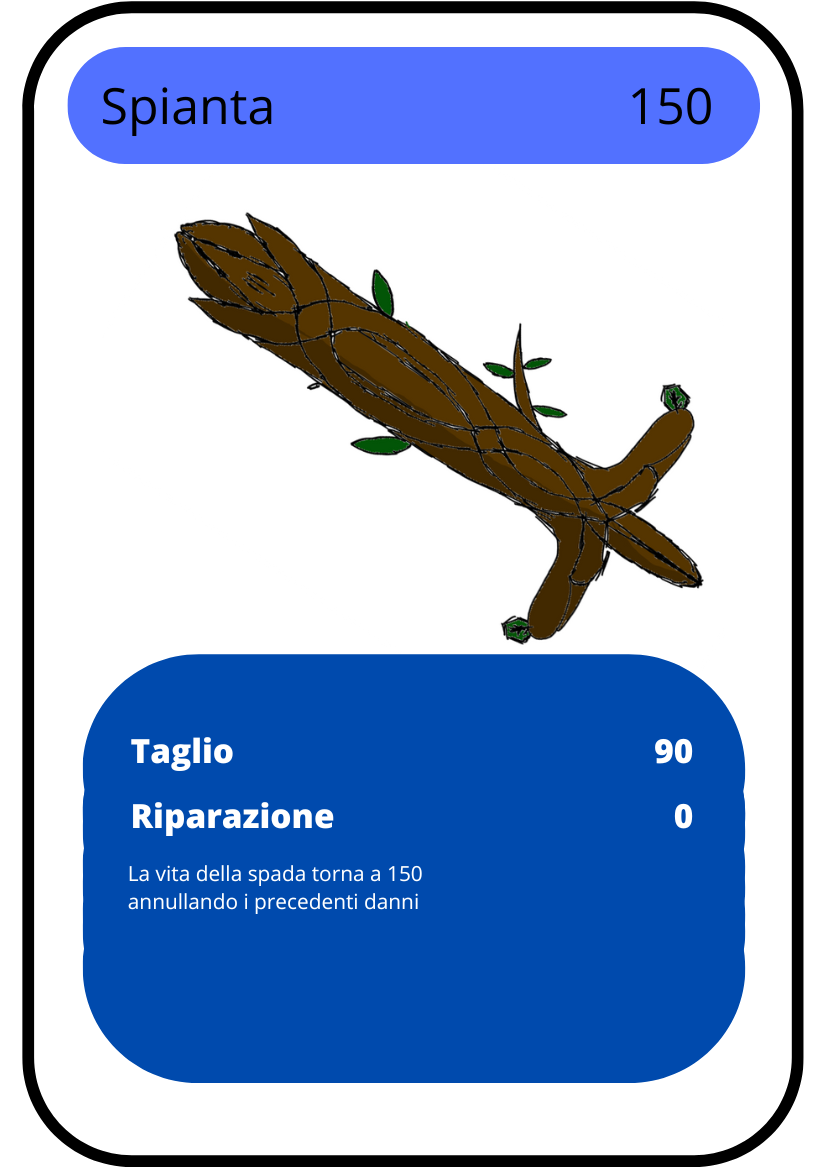 Spianta 150
Taglio 90
Riparazione 0
La vita della spada torna a 150
annullando i precedenti danni